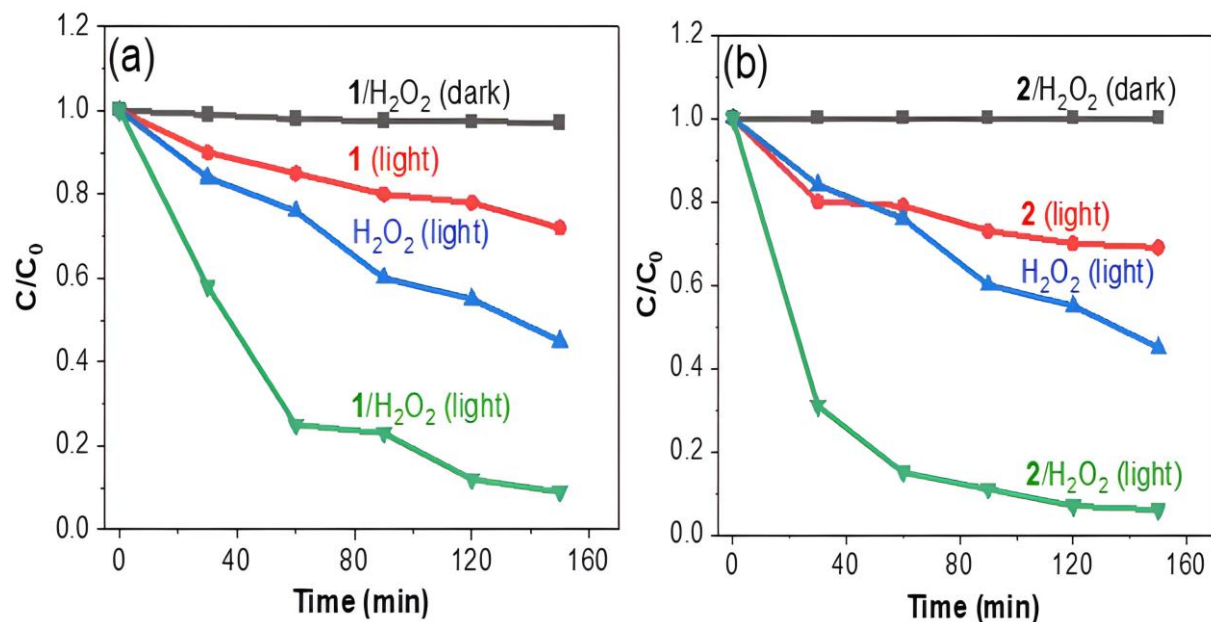 (a)
1.2
1.0
0.8
0.6
0.4
0.2
0.0
C/C₀
1/H₂O₂ (dark)
1 (light)
H₂O₂ (light)
1/H₂O₂ (light)
0 40 80 120 160
Time (min)
(b)
1.2
1.0
0.8
0.6
0.4
0.2
0.0
C/C₀
2/H₂O₂ (dark)
2 (light)
H₂O₂ (light)
2/H₂O₂ (light)
0 40 80 120 160
Time (min)